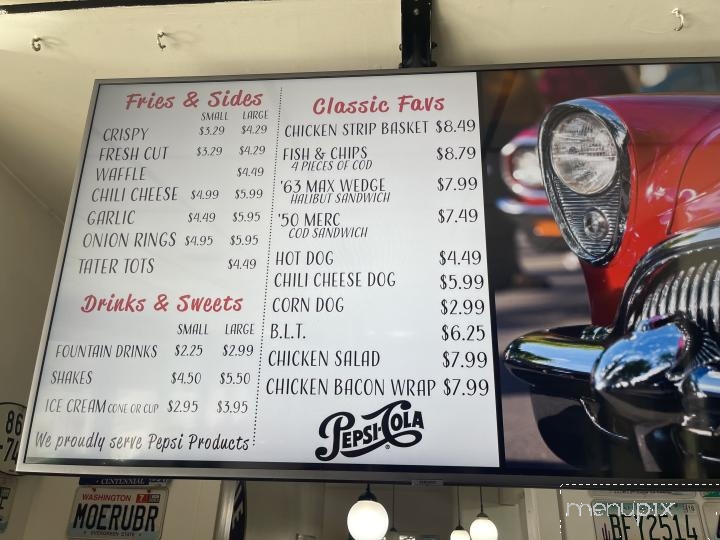 Fries & Sides
SMALL LARGE
CRISPY $3.29 $4.29
FRESH CUT $3.29 $4.29
WAFFLE $4.49
CHILI CHEESE $4.99 $5.99
GARLIC $4.49 $5.95
ONION RINGS $4.95 $5.95
TATER TOTS $4.49
Drinks & Sweets
SMALL LARGE
FOUNTAIN DRINKS $2.25 $2.99
SHAKES $4.50 $5.50
ICE CREAM CONE OR CUP $2.95 $3.95
We proudly serve Pepsi Products
Classic Favs
CHICKEN STRIP BASKET $8.49
FISH & CHIPS $8.79
4 PIECES OF COD
'63 MAX WEDGE $7.99
HALIBUT SANDWICH
'50 MERC $7.49
COD SANDWICH
HOT DOG $4.49
CHILI CHEESE DOG $5.99
CORN DOG $2.99
B.L.T. $6.25
CHICKEN SALAD $7.99
CHICKEN BACON WRAP $7.99
PEPSI-COLA
86
-74
CENTENNIAL
WASHINGTON
MOERUBR
EVERGREEN STATE
BFY2514
menupix